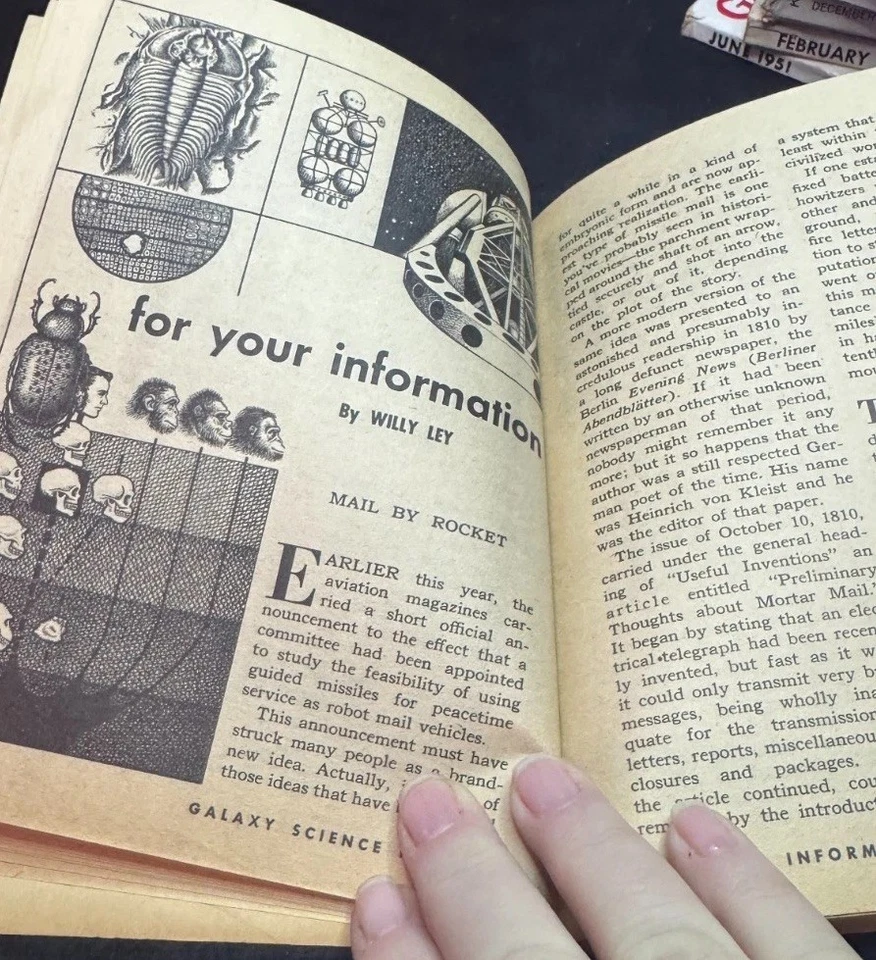 DECEMBER
FEBRUARY
JUNE 1951
for your information
By WILLY LEY
MAIL BY ROCKET
EARLIER this year, the
aviation magazines car-
ried a short official an-
nouncement to the effect that a
committee had been appointed
to study the feasibility of using
guided missiles for peacetime
service as robot mail vehicles.
This announcement must have
struck many people as a brand-
new idea. Actually, of
those ideas that have
GALAXY SCIENCE
for quite a while in a kind of
embryonic form and are now ap-
proaching realization. The earli-
est type of missile mail is one
you've probably seen in histori-
cal movies—the parchment wrap-
ped around the shaft of an arrow,
tied securely and shot into the
castle, or out of it, depending
on the plot of the story.
A more modern version of the
same idea was presented to an
astonished and presumably in-
credulous readership in 1810 by
a long defunct newspaper, the
Berlin Evening News (Berliner
Abendblätter). If it had been
written by an otherwise unknown
newspaperman of that period,
nobody might remember it any
more; but it so happens that the
author was a still respected Ger-
man poet of the time. His name
was Heinrich von Kleist and he
was the editor of that paper.
The issue of October 10, 1810,
carried under the general head-
ing of "Useful Inventions" an
article entitled "Preliminary
Thoughts about Mortar Mail."
It began by stating that an elec
trical telegraph had been recen
ly invented, but fast as it w
it could only transmit very b
messages, being wholly ina
quate for the transmission
letters, reports, miscellaneou
closures and packages.
the article continued, cou
rem by the introduct
a system that
least within
civilized wo
If one esta
fixed batte
howitzers
other and
ground,
fire letter
tion to st
putation
went o
this m
tance
miles
in h
tent
mou
T
d
INFORM